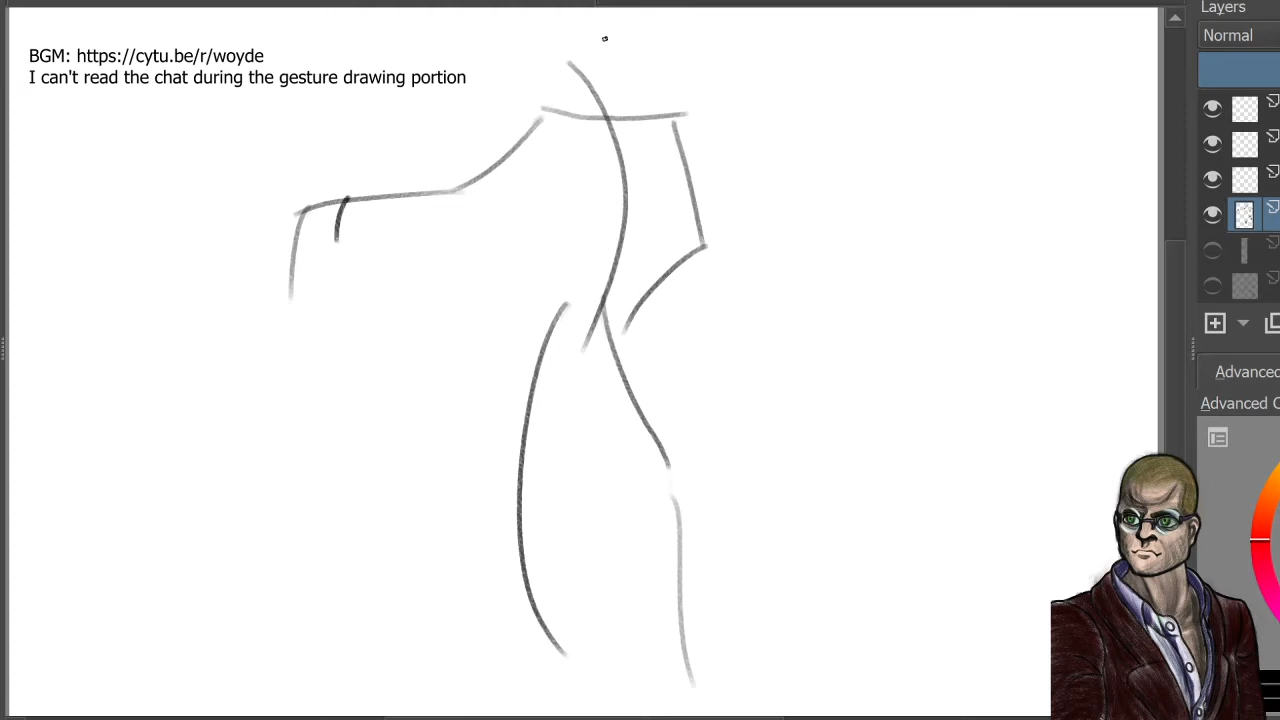 Layers
BGM: https://cytu.be/r/woyde
Normal
I can't read the chat during the gesture drawing portion
Advanced
Advanced C